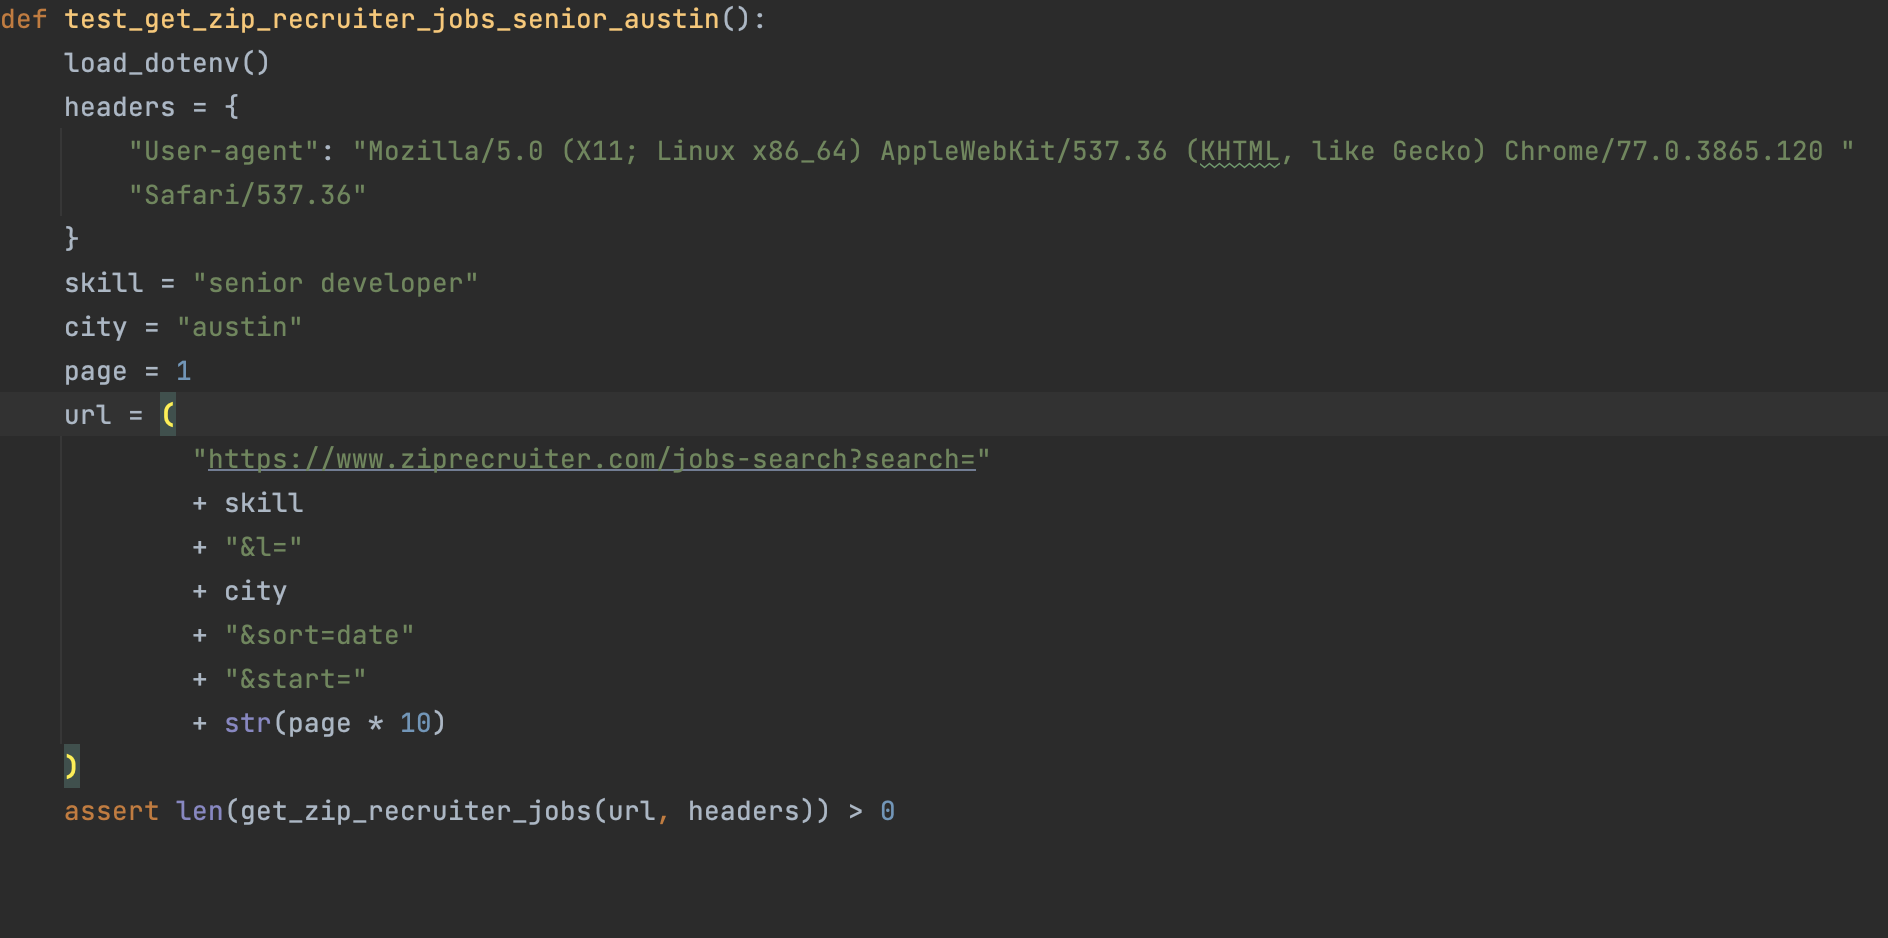 def test_get_zip_recruiter_jobs_senior_austin():
    load_dotenv()
    headers = {
        "User-agent": "Mozilla/5.0 (X11; Linux x86_64) AppleWebKit/537.36 (KHTML, like Gecko) Chrome/77.0.3865.120 "
        "Safari/537.36"
    }
    skill = "senior developer"
    city = "austin"
    page = 1
    url = (
            "https://www.ziprecruiter.com/jobs-search?search="
            + skill
            + "&l="
            + city
            + "&sort=date"
            + "&start="
            + str(page * 10)
    )
    assert len(get_zip_recruiter_jobs(url, headers)) > 0